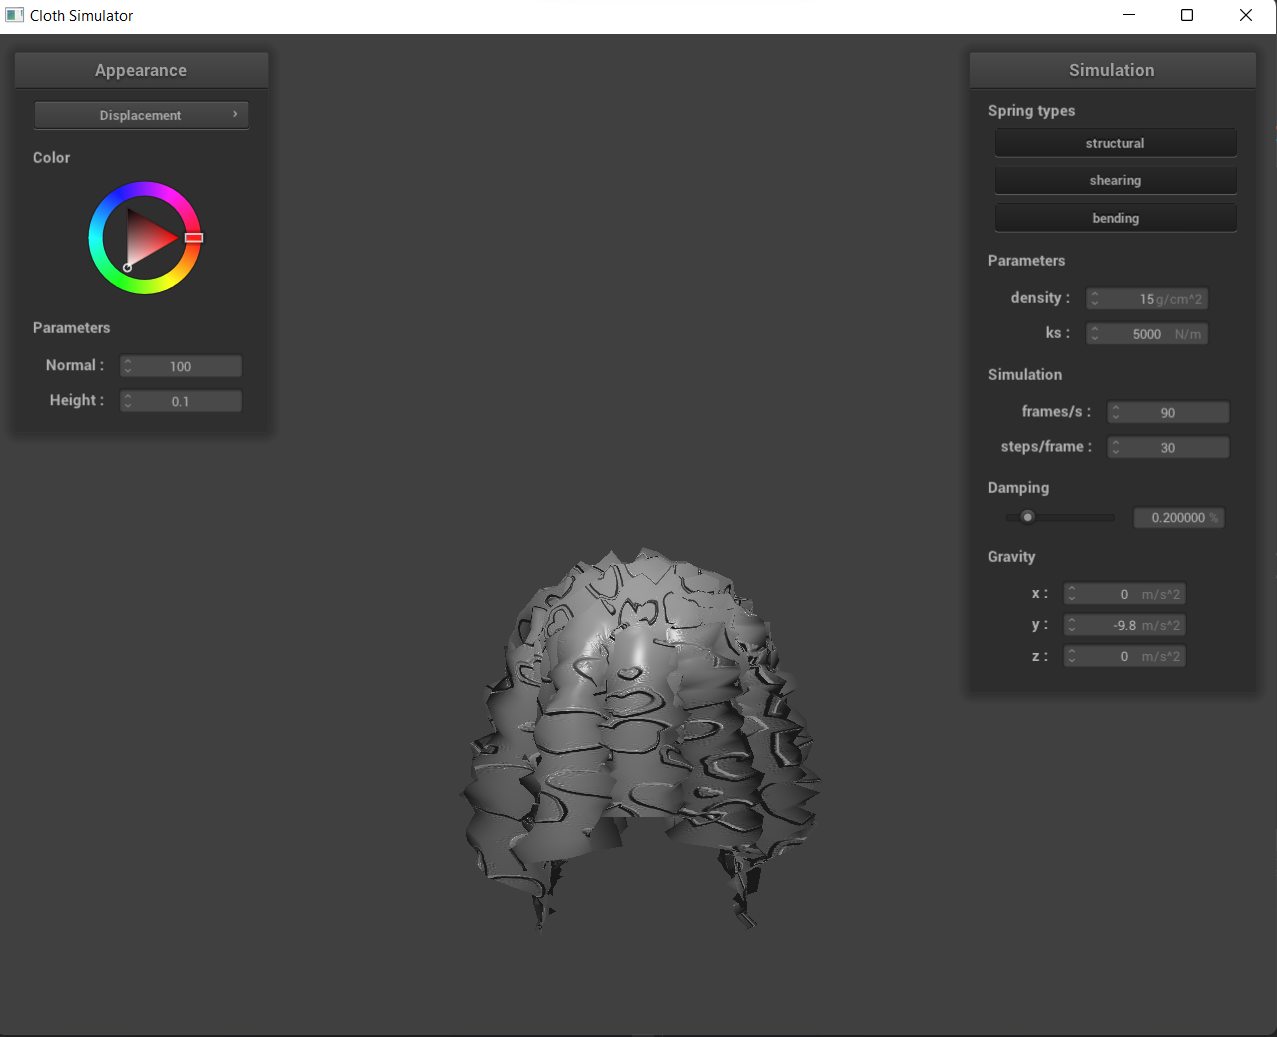 Cloth Simulator
Appearance
Displacement
Color
Parameters
Normal : 100
Height : 0.1
Simulation
Spring types
structural
shearing
bending
Parameters
density : 15 g/cm^2
ks : 5000 N/m
Simulation
frames/s : 90
steps/frame : 30
Damping
0.200000 %
Gravity
x : 0 m/s^2
y : -9.8 m/s^2
z : 0 m/s^2